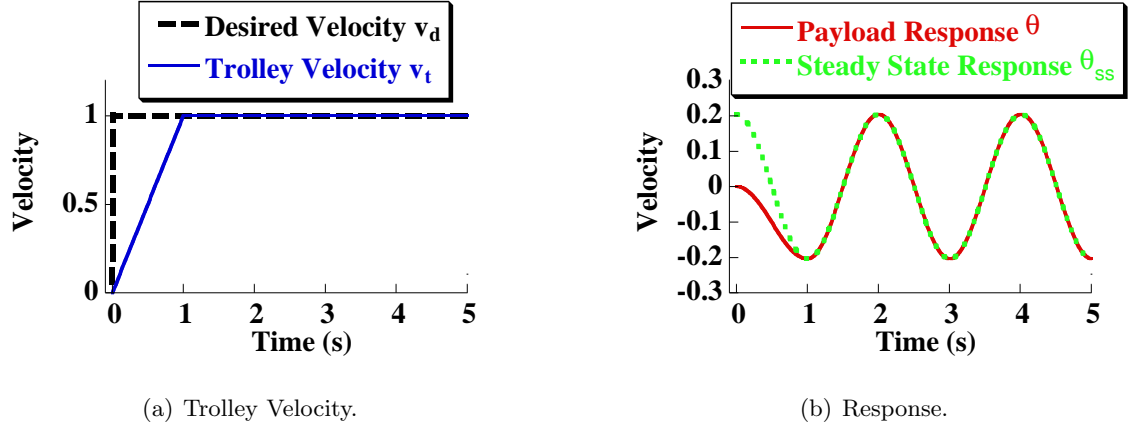 Desired Velocity v_d
Trolley Velocity v_t
1
0.5
0
Velocity
0 1 2 3 4 5
Time (s)
(a) Trolley Velocity.
Payload Response θ
Steady State Response θ_ss
0.3
0.2
0.1
0
-0.1
-0.2
-0.3
Velocity
0 1 2 3 4 5
Time (s)
(b) Response.